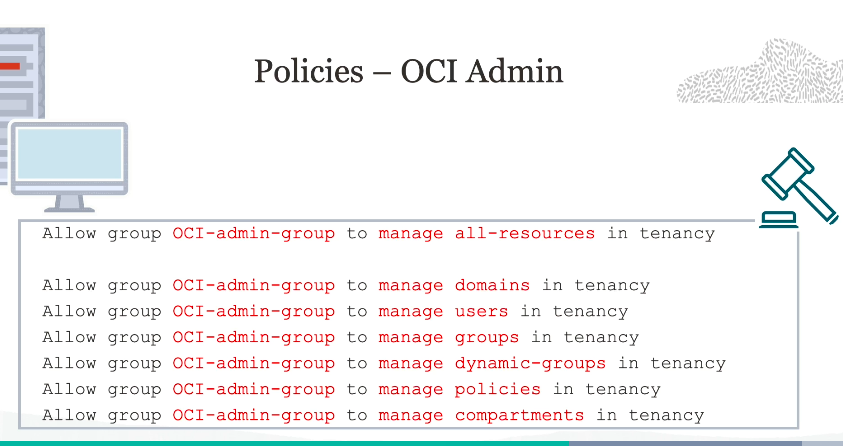 Policies – OCI Admin
Allow group OCI-admin-group to manage all-resources in tenancy
Allow group OCI-admin-group to manage domains in tenancy
Allow group OCI-admin-group to manage users in tenancy
Allow group OCI-admin-group to manage groups in tenancy
Allow group OCI-admin-group to manage dynamic-groups in tenancy
Allow group OCI-admin-group to manage policies in tenancy
Allow group OCI-admin-group to manage compartments in tenancy